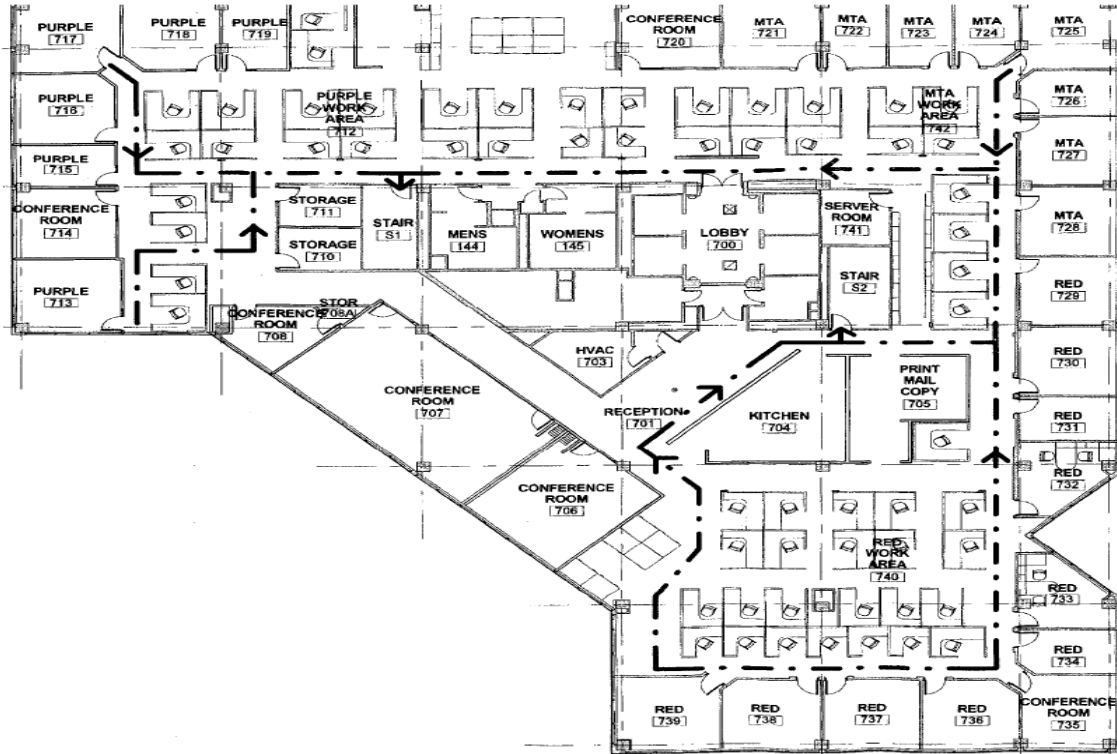 PURPLE
717
PURPLE
718
PURPLE
719
CONFERENCE
ROOM
720
MTA
721
MTA
722
MTA
723
MTA
724
MTA
725
PURPLE
716
PURPLE
WORK
AREA
712
MTA
WORK
AREA
742
MTA
726
PURPLE
715
MTA
727
CONFERENCE
ROOM
714
STORAGE
711
STAIR
S1
MENS
144
WOMENS
145
LOBBY
700
SERVER
ROOM
741
MTA
728
STORAGE
710
STAIR
S2
PURPLE
713
RED
729
STOR
708A
CONFERENCE
ROOM
708
HVAC
703
RED
730
CONFERENCE
ROOM
707
RECEPTION
701
KITCHEN
704
PRINT
MAIL
COPY
705
RED
731
CONFERENCE
ROOM
706
RED
732
RED
WORK
AREA
740
RED
733
RED
734
RED
739
RED
738
RED
737
RED
736
CONFERENCE
ROOM
735